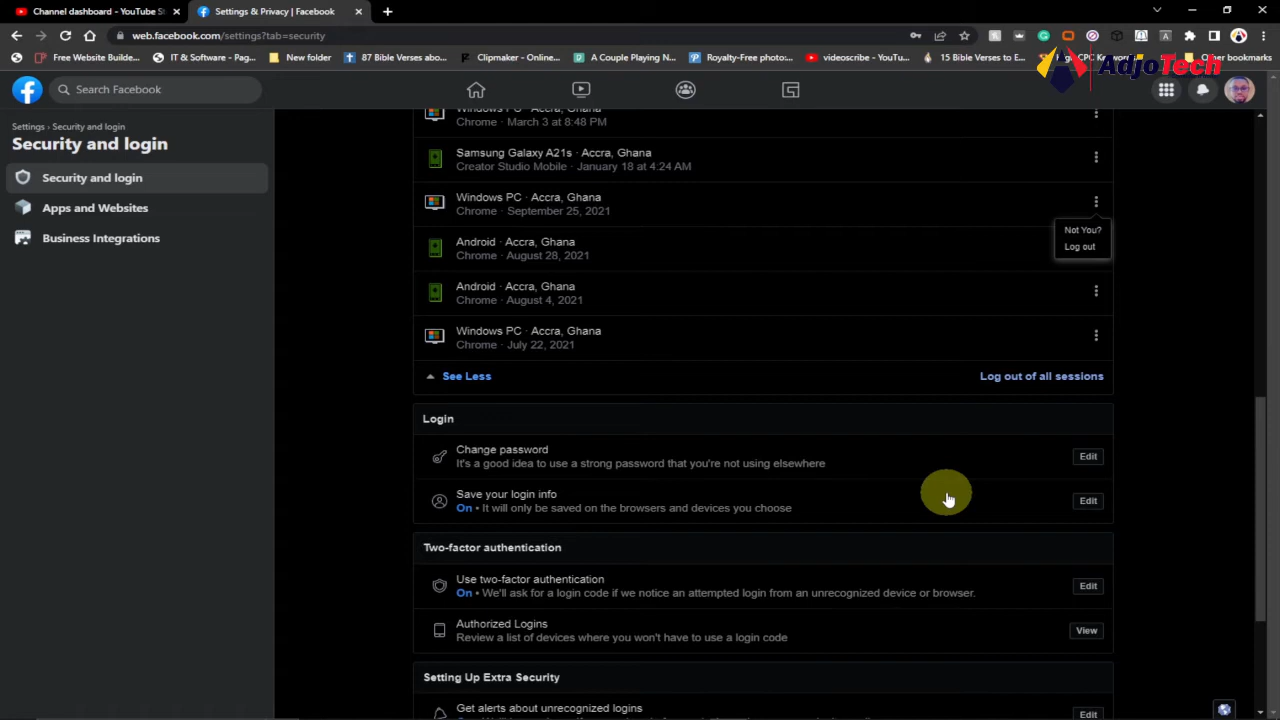 Channel dashboard - YouTube St
Settings & Privacy | Facebook
web.facebook.com/settings?tab=security
Free Website Builde...
IT & Software - Pag...
New folder
87 Bible Verses abo...
Clipmaker - Online...
A Couple Playing N...
Royalty-Free photo:...
videoscribe - YouTu...
15 Bible Verses to E...
High CPC Keyword
Other bookmarks
AdjoTech
Search Facebook
Settings › Security and login
Security and login
Security and login
Apps and Websites
Business Integrations
Windows PC · Accra, Ghana
Chrome · March 3 at 8:48 PM
Samsung Galaxy A21s · Accra, Ghana
Creator Studio Mobile · January 18 at 4:24 AM
Windows PC · Accra, Ghana
Chrome · September 25, 2021
Not You?
Log out
Android · Accra, Ghana
Chrome · August 28, 2021
Android · Accra, Ghana
Chrome · August 4, 2021
Windows PC · Accra, Ghana
Chrome · July 22, 2021
See Less
Log out of all sessions
Login
Change password
It's a good idea to use a strong password that you're not using elsewhere
Edit
Save your login info
On • It will only be saved on the browsers and devices you choose
Edit
Two-factor authentication
Use two-factor authentication
On • We'll ask for a login code if we notice an attempted login from an unrecognized device or browser.
Edit
Authorized Logins
Review a list of devices where you won't have to use a login code
View
Setting Up Extra Security
Get alerts about unrecognized logins
Edit